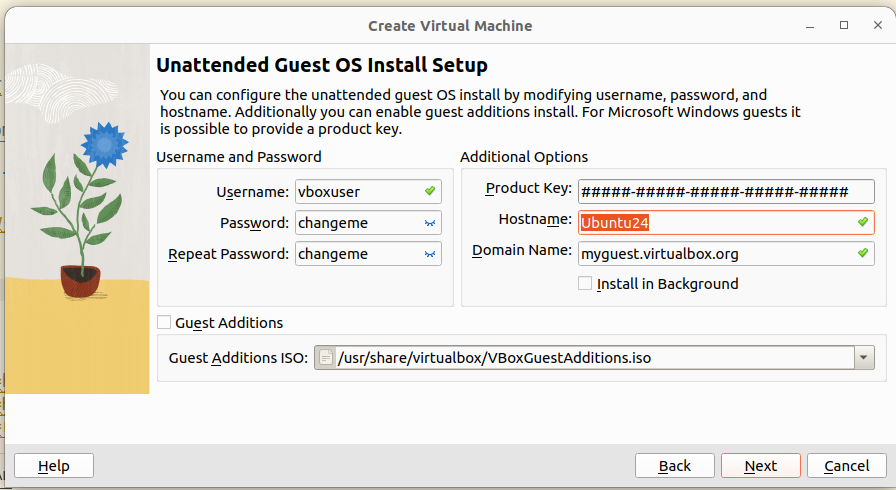 Create Virtual Machine
Unattended Guest OS Install Setup
You can configure the unattended guest OS install by modifying username, password, and
hostname. Additionally you can enable guest additions install. For Microsoft Windows guests it
is possible to provide a product key.
Username and Password
Username: vboxuser
Password: changeme
Repeat Password: changeme
Additional Options
Product Key: #####-#####-#####-#####-#####
Hostname: Ubuntu24
Domain Name: myguest.virtualbox.org
Install in Background
Guest Additions
Guest Additions ISO: /usr/share/virtualbox/VBoxGuestAdditions.iso
Help
Back
Next
Cancel